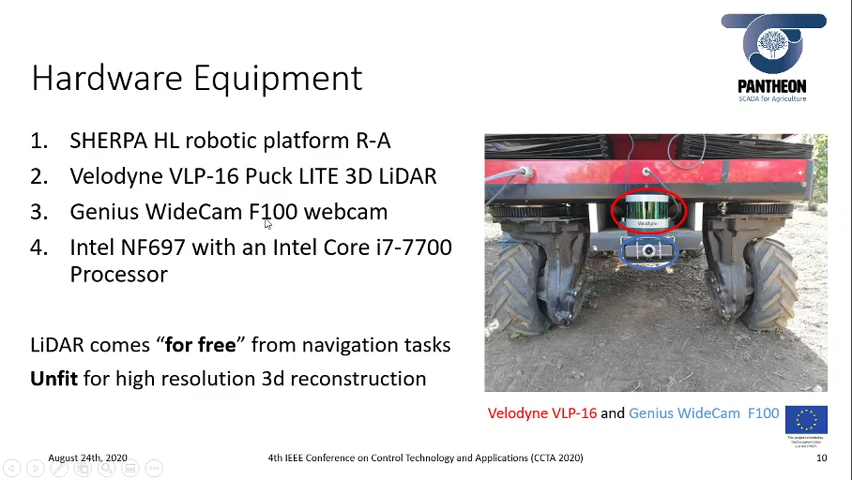 Hardware Equipment
PANTHEON
SCADA for Agriculture
1. SHERPA HL robotic platform R-A
2. Velodyne VLP-16 Puck LITE 3D LiDAR
3. Genius WideCam F100 webcam
4. Intel NF697 with an Intel Core i7-7700
Processor
LiDAR comes “for free” from navigation tasks
Unfit for high resolution 3d reconstruction
Velodyne
Velodyne VLP-16 and Genius WideCam F100
August 24th, 2020
4th IEEE Conference on Control Technology and Applications (CCTA 2020)
10